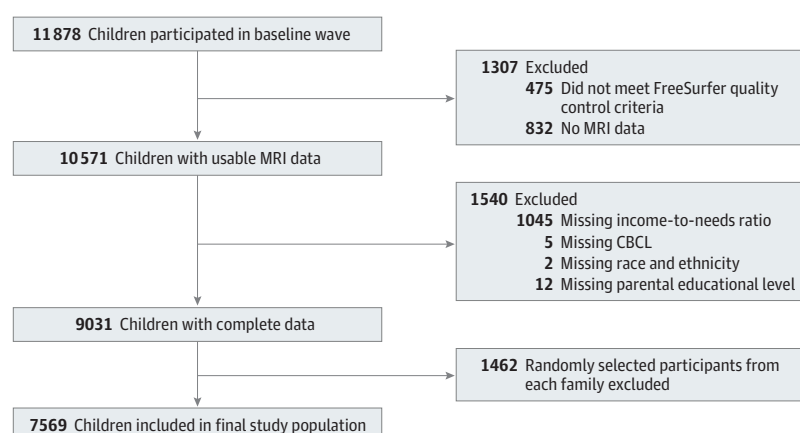 11878 Children participated in baseline wave
1307 Excluded
475 Did not meet FreeSurfer quality
control criteria
832 No MRI data
10571 Children with usable MRI data
1540 Excluded
1045 Missing income-to-needs ratio
5 Missing CBCL
2 Missing race and ethnicity
12 Missing parental educational level
9031 Children with complete data
1462 Randomly selected participants from
each family excluded
7569 Children included in final study population